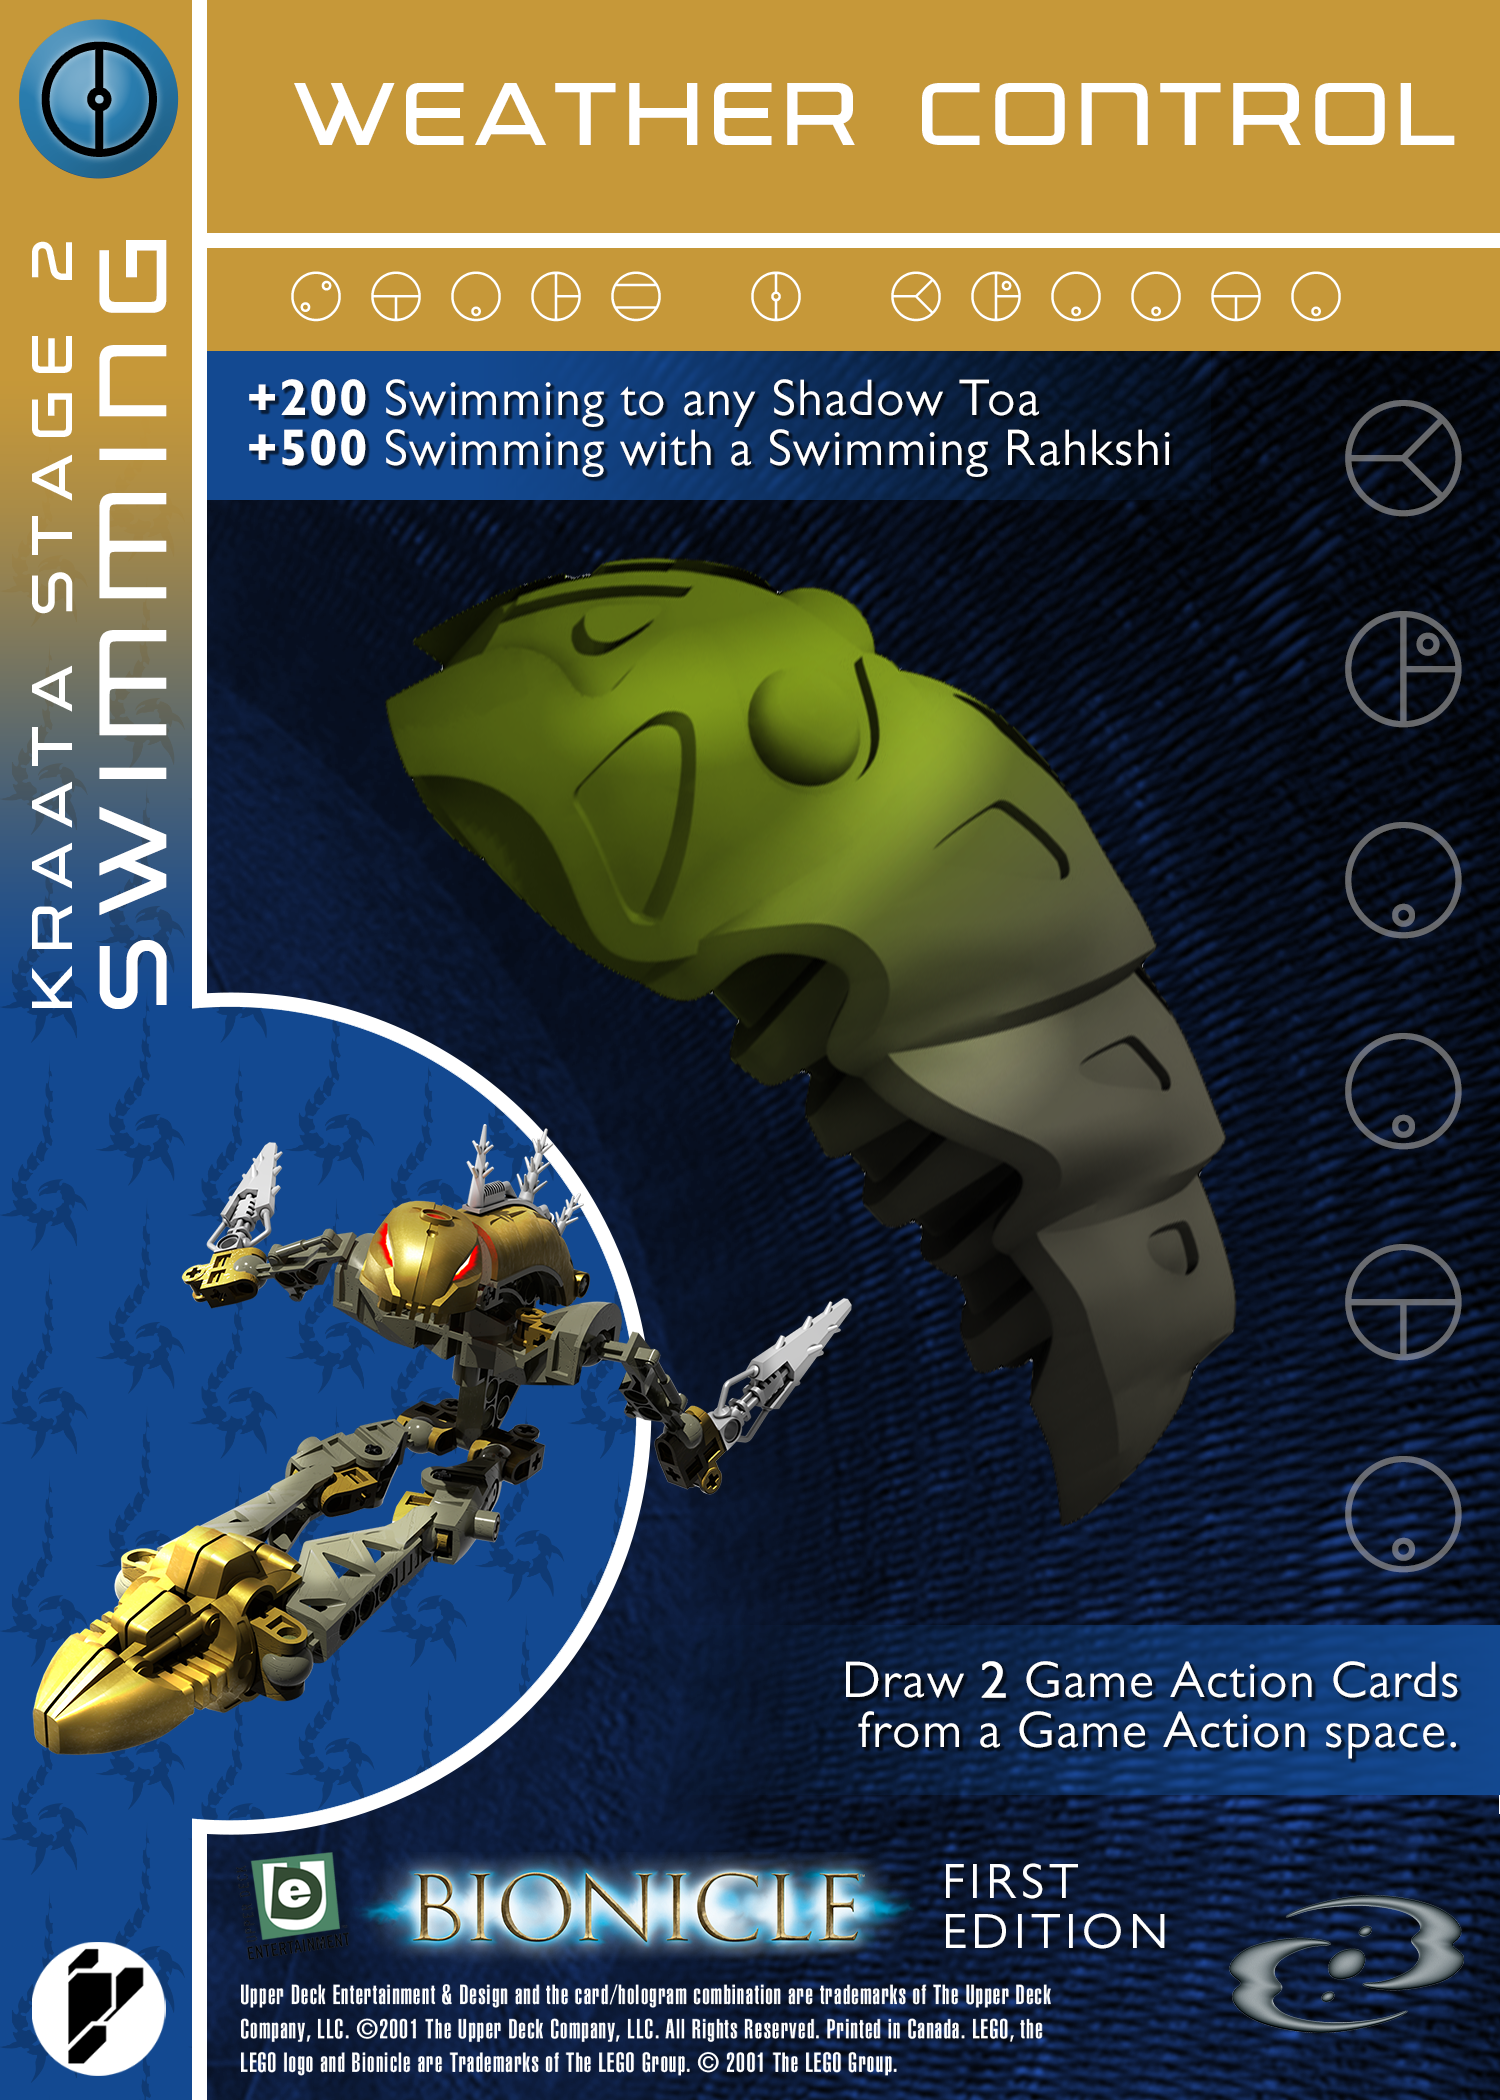 WEATHER CONTROL
KRAATA STAGE 2
SWIMMING
+200 Swimming to any Shadow Toa
+500 Swimming with a Swimming Rahkshi
Draw 2 Game Action Cards
from a Game Action space.
de
ENTERTAINMENT
BIONICLE
FIRST
EDITION
Upper Deck Entertainment & Design and the card/hologram combination are trademarks of The Upper Deck
Company, LLC. ©2001 The Upper Deck Company, LLC. All Rights Reserved. Printed in Canada. LEGO, the
LEGO logo and Bionicle are Trademarks of The LEGO Group. © 2001 The LEGO Group.